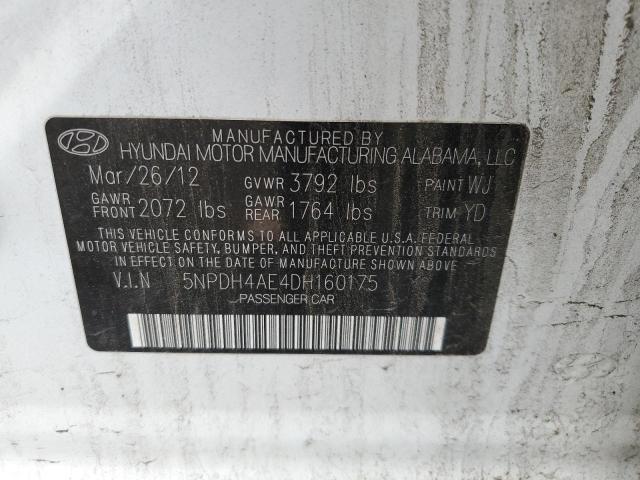 MANUFACTURED BY
HYUNDAI MOTOR MANUFACTURING ALABAMA, LLC
Mar/26/12 GVWR 3792 lbs PAINT WJ
GAWR FRONT 2072 lbs GAWR REAR 1764 lbs TRIM YD
THIS VEHICLE CONFORMS TO ALL APPLICABLE U.S.A. FEDERAL
MOTOR VEHICLE SAFETY, BUMPER, AND THEFT PREVENTION STANDARDS
IN EFFECT ON THE DATE OF MANUFACTURE SHOWN ABOVE.
V.I.N 5NPDH4AE4DH160175
PASSENGER CAR